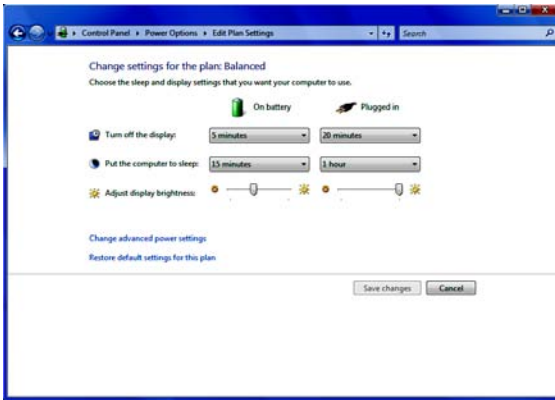 Control Panel ▸ Power Options ▸ Edit Plan Settings
Search
Change settings for the plan: Balanced
Choose the sleep and display settings that you want your computer to use.
On battery Plugged in
Turn off the display: 5 minutes 20 minutes
Put the computer to sleep: 15 minutes 1 hour
Adjust display brightness:
Change advanced power settings
Restore default settings for this plan
Save changes Cancel